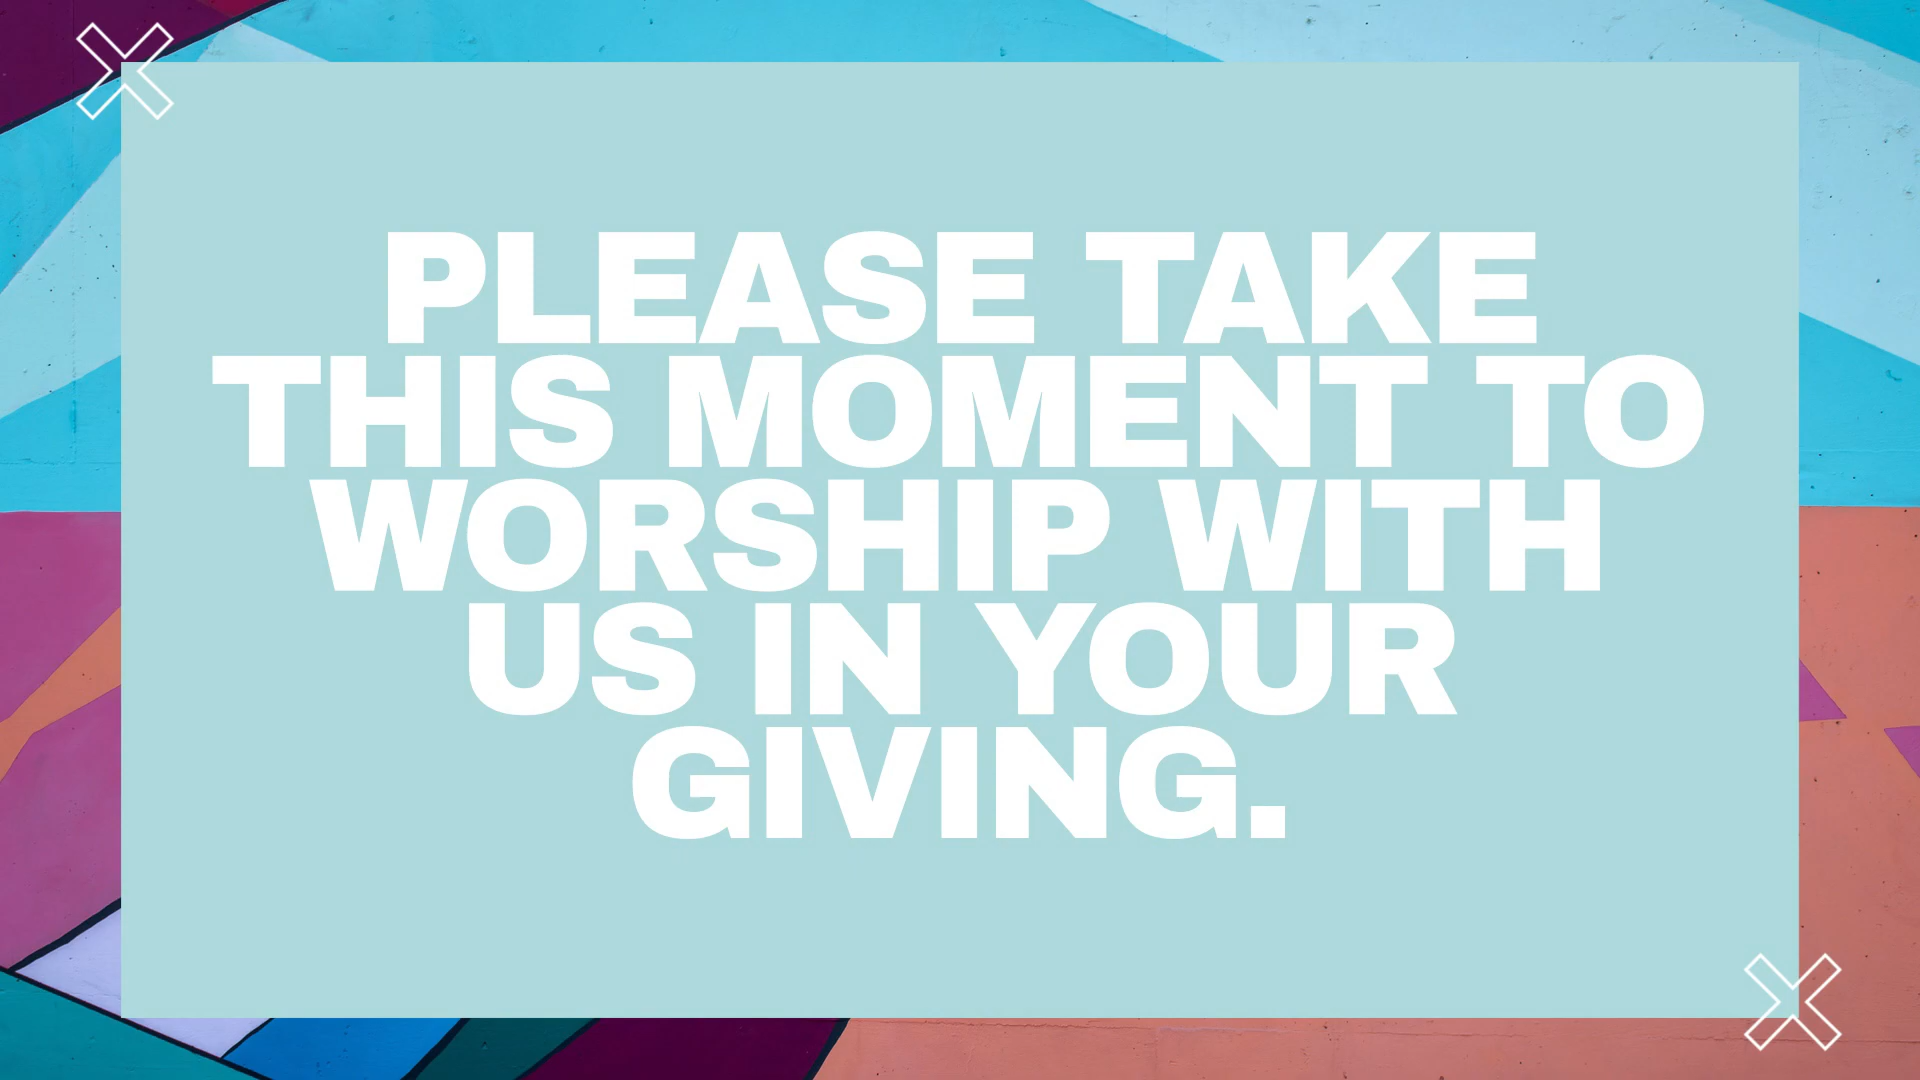 PLEASE TAKE
THIS MOMENT TO
WORSHIP WITH
US IN YOUR
GIVING.